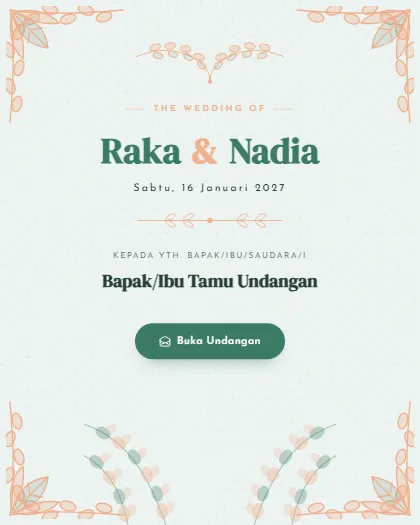 THE WEDDING OF
Raka & Nadia
Sabtu, 16 Januari 2027
KEPADA YTH. BAPAK/IBU/SAUDARA/I
Bapak/Ibu Tamu Undangan
Buka Undangan